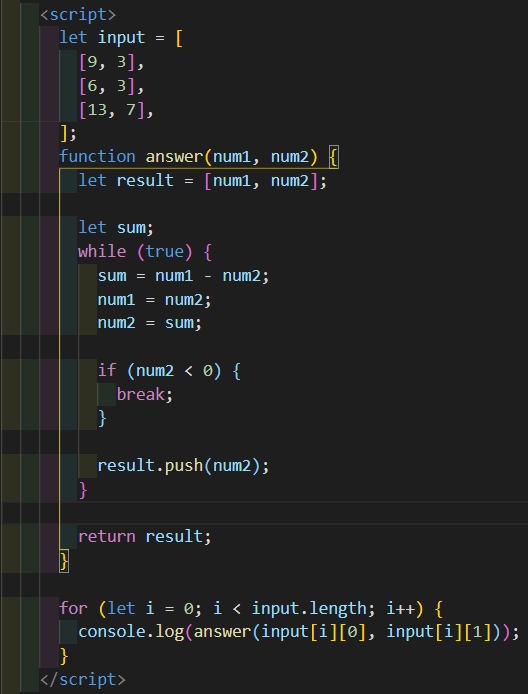 <script>
let input = [
[9, 3],
[6, 3],
[13, 7],
];
function answer(num1, num2) {
let result = [num1, num2];
let sum;
while (true) {
sum = num1 - num2;
num1 = num2;
num2 = sum;
if (num2 < 0) {
break;
}
result.push(num2);
}
return result;
}
for (let i = 0; i < input.length; i++) {
console.log(answer(input[i][0], input[i][1]));
}
</script>